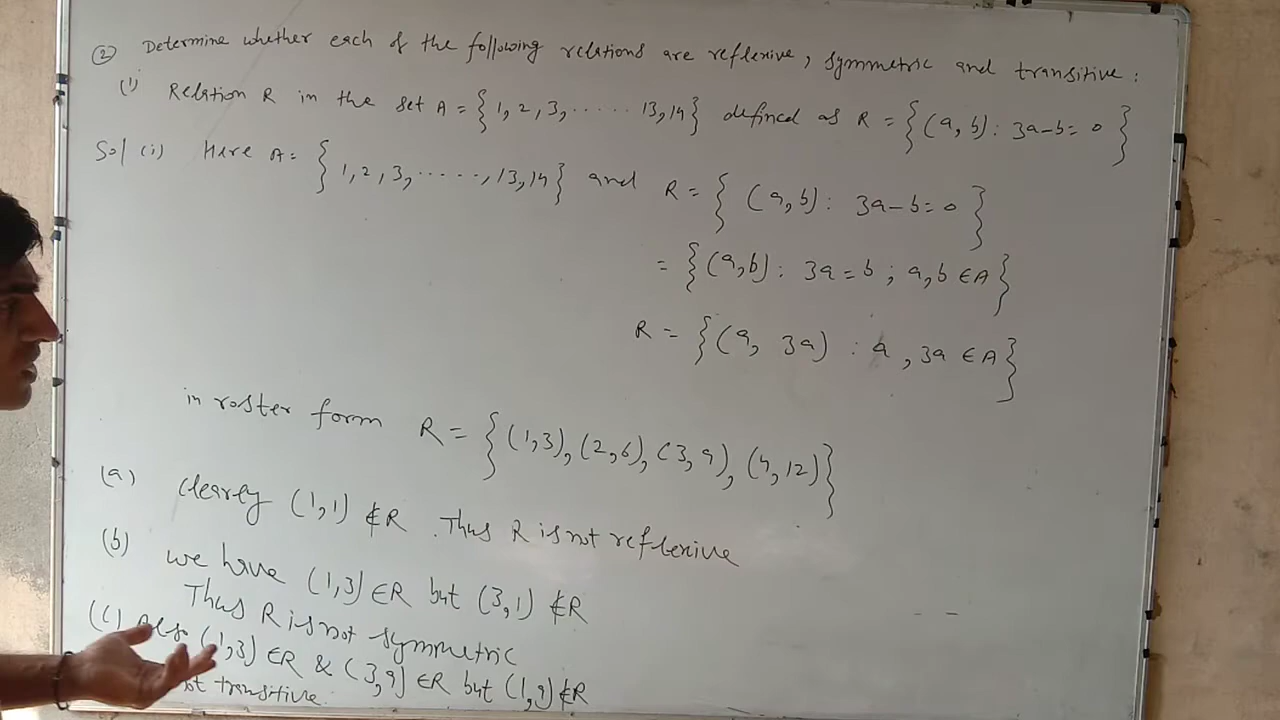 ② Determine whether each of the following relations are reflexive, symmetric and transitive:
(i) Relation R in the set A = {1, 2, 3, ...... 13, 14} defined as R = {(a, b): 3a-b = 0}
Sol (i) Here A = {1, 2, 3, ......, 13, 14} and R = {(a, b): 3a-b = 0}
= {(a,b): 3a = b ; a, b ∈ A}
R = {(a, 3a) : a, 3a ∈ A}
in roster form R = {(1,3), (2,6), (3,9), (4,12)}
(a) Clearly (1,1) ∉ R. Thus R is not reflexive
(b) we have (1,3) ∈ R but (3,1) ∉ R
Thus R is not symmetric
(c) Also (1,3) ∈ R & (3,9) ∈ R but (1,9) ∉ R
transitive.